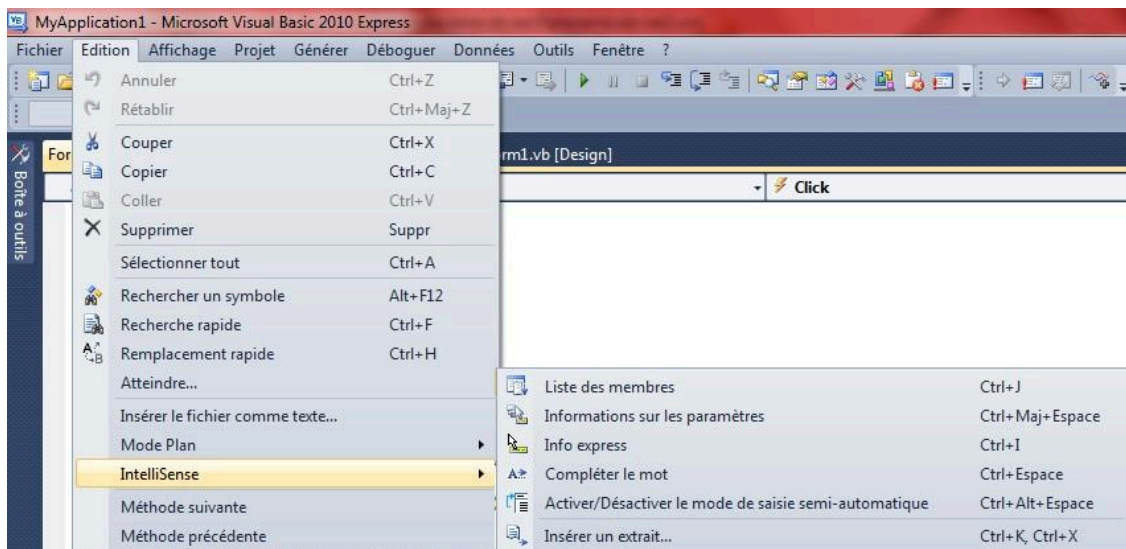 MyApplication1 - Microsoft Visual Basic 2010 Express
Fichier Edition Affichage Projet Générer Déboguer Données Outils Fenêtre ?
Annuler Ctrl+Z
Rétablir Ctrl+Maj+Z
Couper Ctrl+X
For rm1.vb [Design]
Copier Ctrl+C
Click
Boîte à outils
Coller Ctrl+V
Supprimer Suppr
Sélectionner tout Ctrl+A
Rechercher un symbole Alt+F12
Recherche rapide Ctrl+F
Remplacement rapide Ctrl+H
Atteindre...
Insérer le fichier comme texte...
Mode Plan
IntelliSense
Méthode suivante
Méthode précédente
Liste des membres Ctrl+J
Informations sur les paramètres Ctrl+Maj+Espace
Info express Ctrl+I
Compléter le mot Ctrl+Espace
Activer/Désactiver le mode de saisie semi-automatique Ctrl+Alt+Espace
Insérer un extrait... Ctrl+K, Ctrl+X